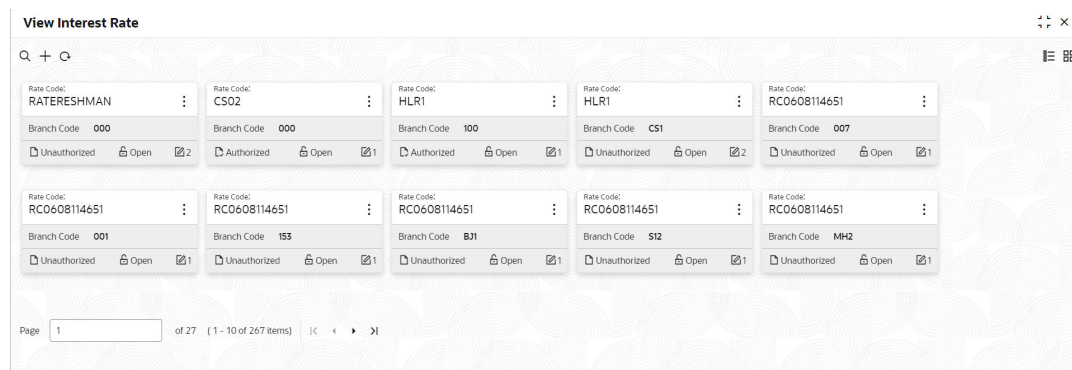 View Interest Rate
Rate Code: Rate Code: Rate Code: Rate Code: Rate Code:
RATERESHMAN CS02 HLR1 HLR1 RC0608114651
Branch Code 000 Branch Code 000 Branch Code 100 Branch Code CS1 Branch Code 007
Unauthorized Open 2 Authorized Open 1 Authorized Open 1 Unauthorized Open 2 Unauthorized Open 1
Rate Code: Rate Code: Rate Code: Rate Code: Rate Code:
RC0608114651 RC0608114651 RC0608114651 RC0608114651 RC0608114651
Branch Code 001 Branch Code 153 Branch Code BJ1 Branch Code S12 Branch Code MH2
Unauthorized Open 1 Unauthorized Open 1 Unauthorized Open 1 Unauthorized Open 1 Unauthorized Open 1
Page 1 of 27 (1 - 10 of 267 items)